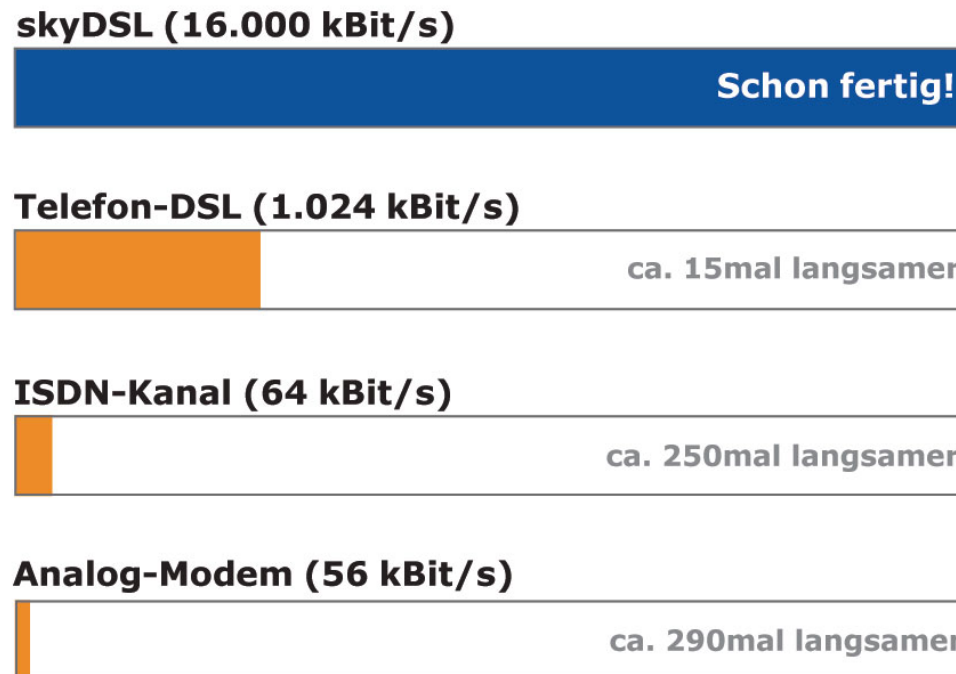 skyDSL (16.000 kBit/s)
Schon fertig!
Telefon-DSL (1.024 kBit/s)
ca. 15mal langsamer
ISDN-Kanal (64 kBit/s)
ca. 250mal langsamer
Analog-Modem (56 kBit/s)
ca. 290mal langsamer